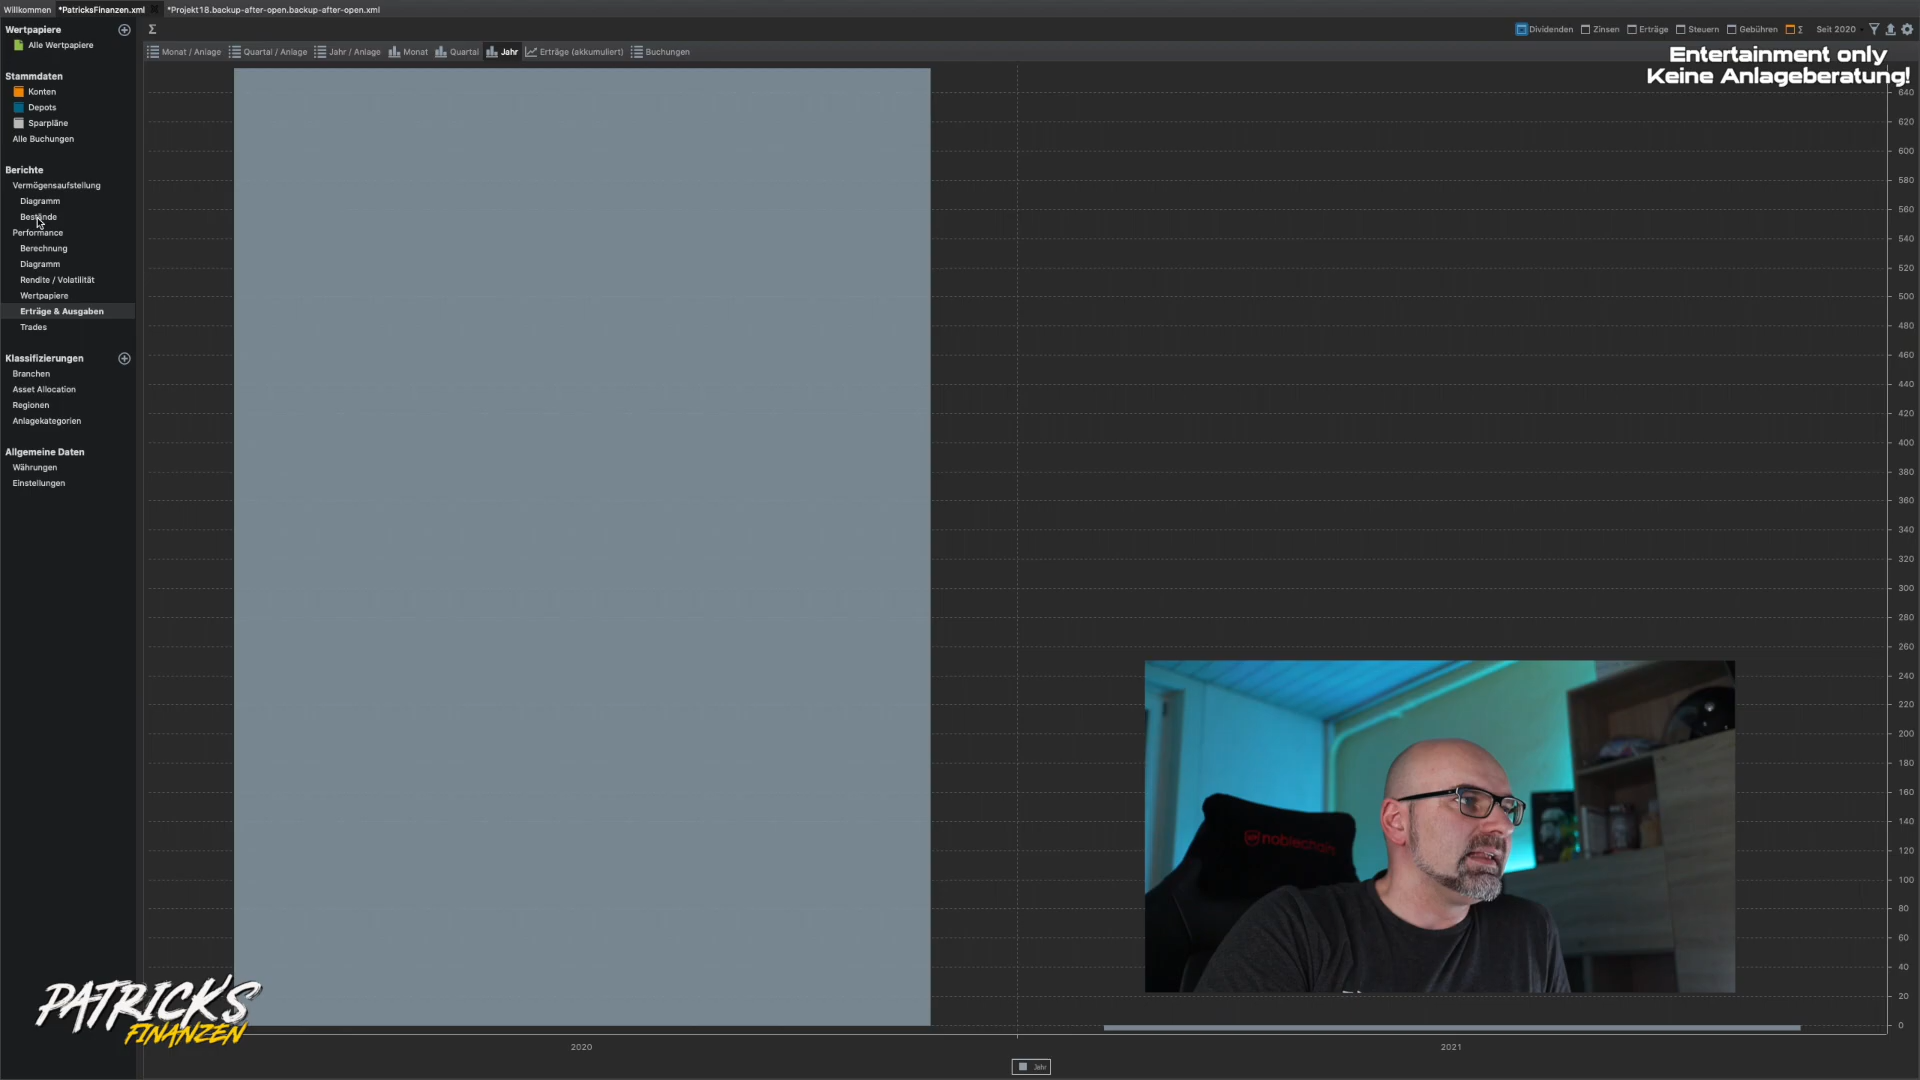 Willkommen *PatricksFinanzen.xml *Projekt18.backup-after-open.backup-after-open.xml
Wertpapiere
Alle Wertpapiere
Stammdaten
Konten
Depots
Sparpläne
Alle Buchungen
Berichte
Vermögensaufstellung
Diagramm
Bestände
Performance
Berechnung
Diagramm
Rendite / Volatilität
Wertpapiere
Erträge & Ausgaben
Trades
Klassifizierungen
Branchen
Asset Allocation
Regionen
Anlagekategorien
Allgemeine Daten
Währungen
Einstellungen
Σ
Dividenden Zinsen Erträge Steuern Gebühren Σ Seit 2020
Monat / Anlage Quartal / Anlage Jahr / Anlage Monat Quartal Jahr Erträge (akkumuliert) Buchungen
Entertainment only
Keine Anlageberatung!
640
620
600
580
560
540
520
500
480
460
440
420
400
380
360
340
320
300
280
260
240
220
200
180
160
140
120
100
80
60
40
20
0
noblechairs
PATRICKS
FINANZEN
2020 2021
Jahr